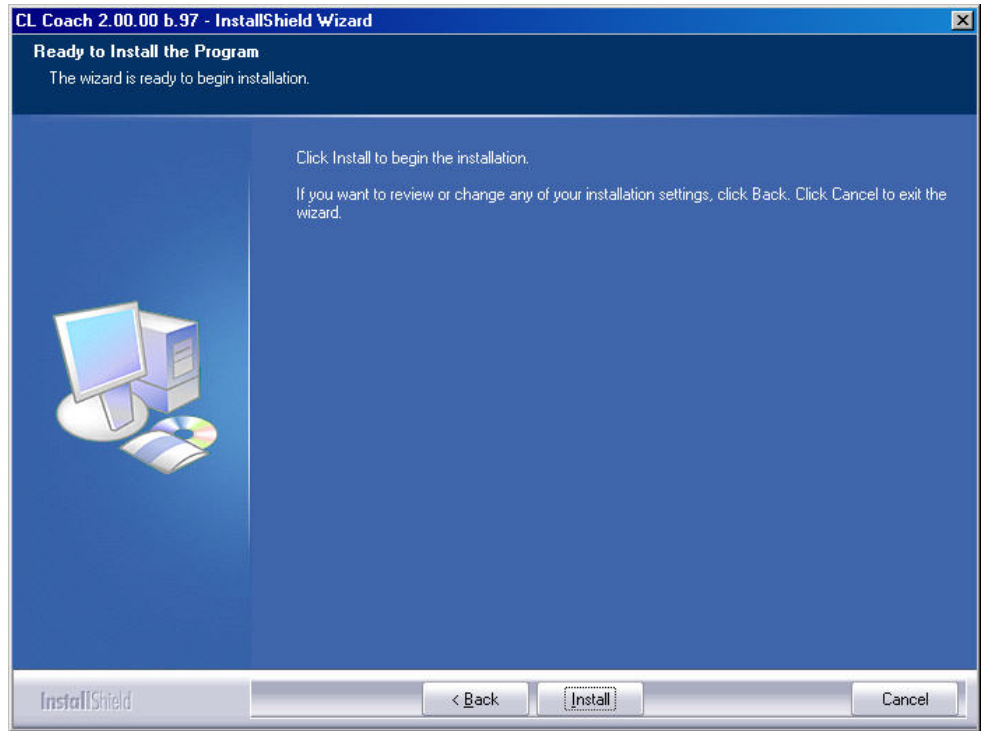 CL Coach 2.00.00 b.97 - InstallShield Wizard
Ready to Install the Program
The wizard is ready to begin installation.
Click Install to begin the installation.
If you want to review or change any of your installation settings, click Back. Click Cancel to exit the
wizard.
InstallShield
< Back
Install
Cancel